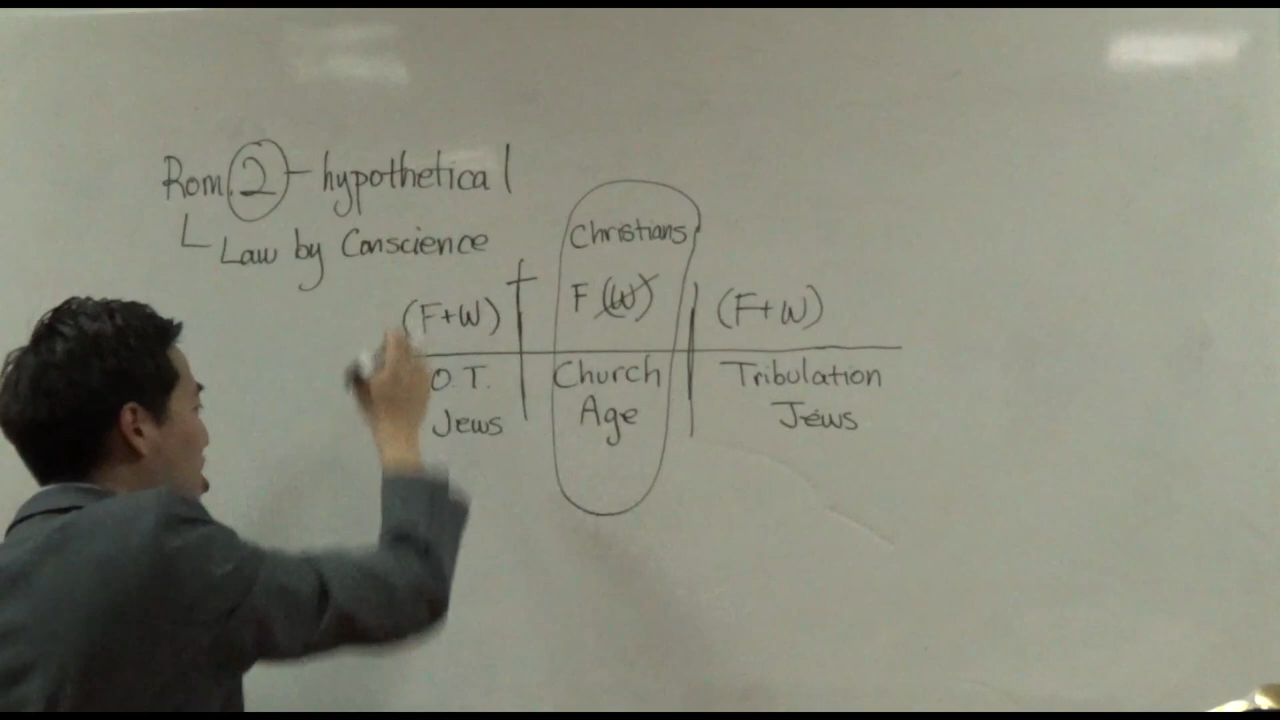 Rom. 2 - hypothetical
Law by Conscience
Christians
(F+W)
F (W)
(F+W)
O.T.
Jews
Church
Age
Tribulation
Jews